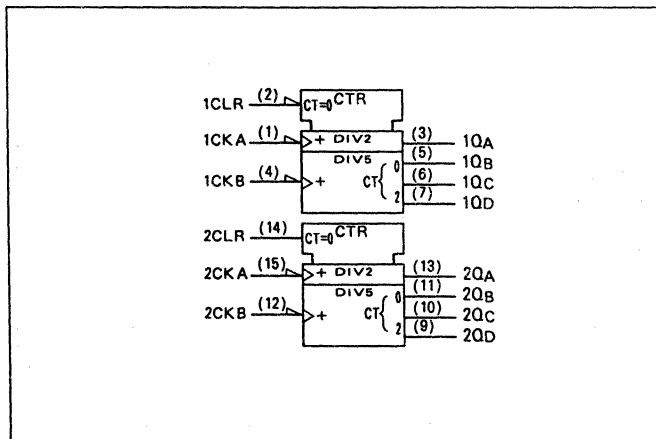 1CLR (2) CT=0 CTR
1CKA (1) + DIV2 (3) 1QA
DIV5 0 (5) 1QB
1CKB (4) + CT (6) 1QC
2 (7) 1QD
2CLR (14) CT=0 CTR
2CKA (15) + DIV2 (13) 2QA
DIV5 0 (11) 2QB
2CKB (12) + CT (10) 2QC
2 (9) 2QD